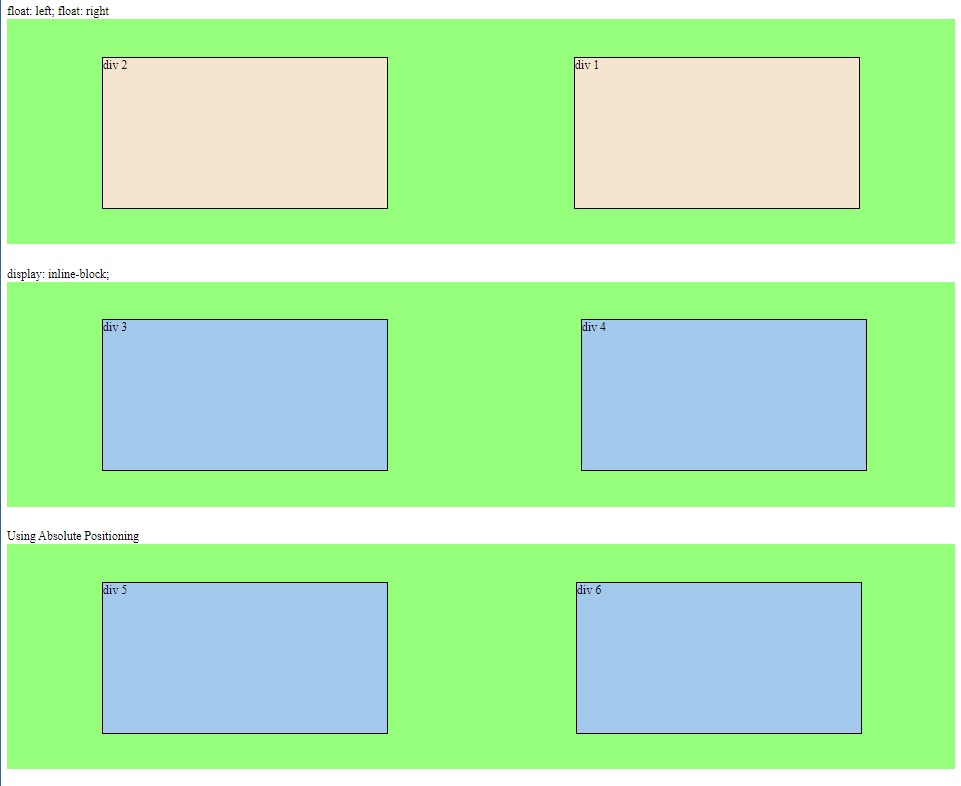 float: left; float: right
div 2
div 1
display: inline-block;
div 3
div 4
Using Absolute Positioning
div 5
div 6